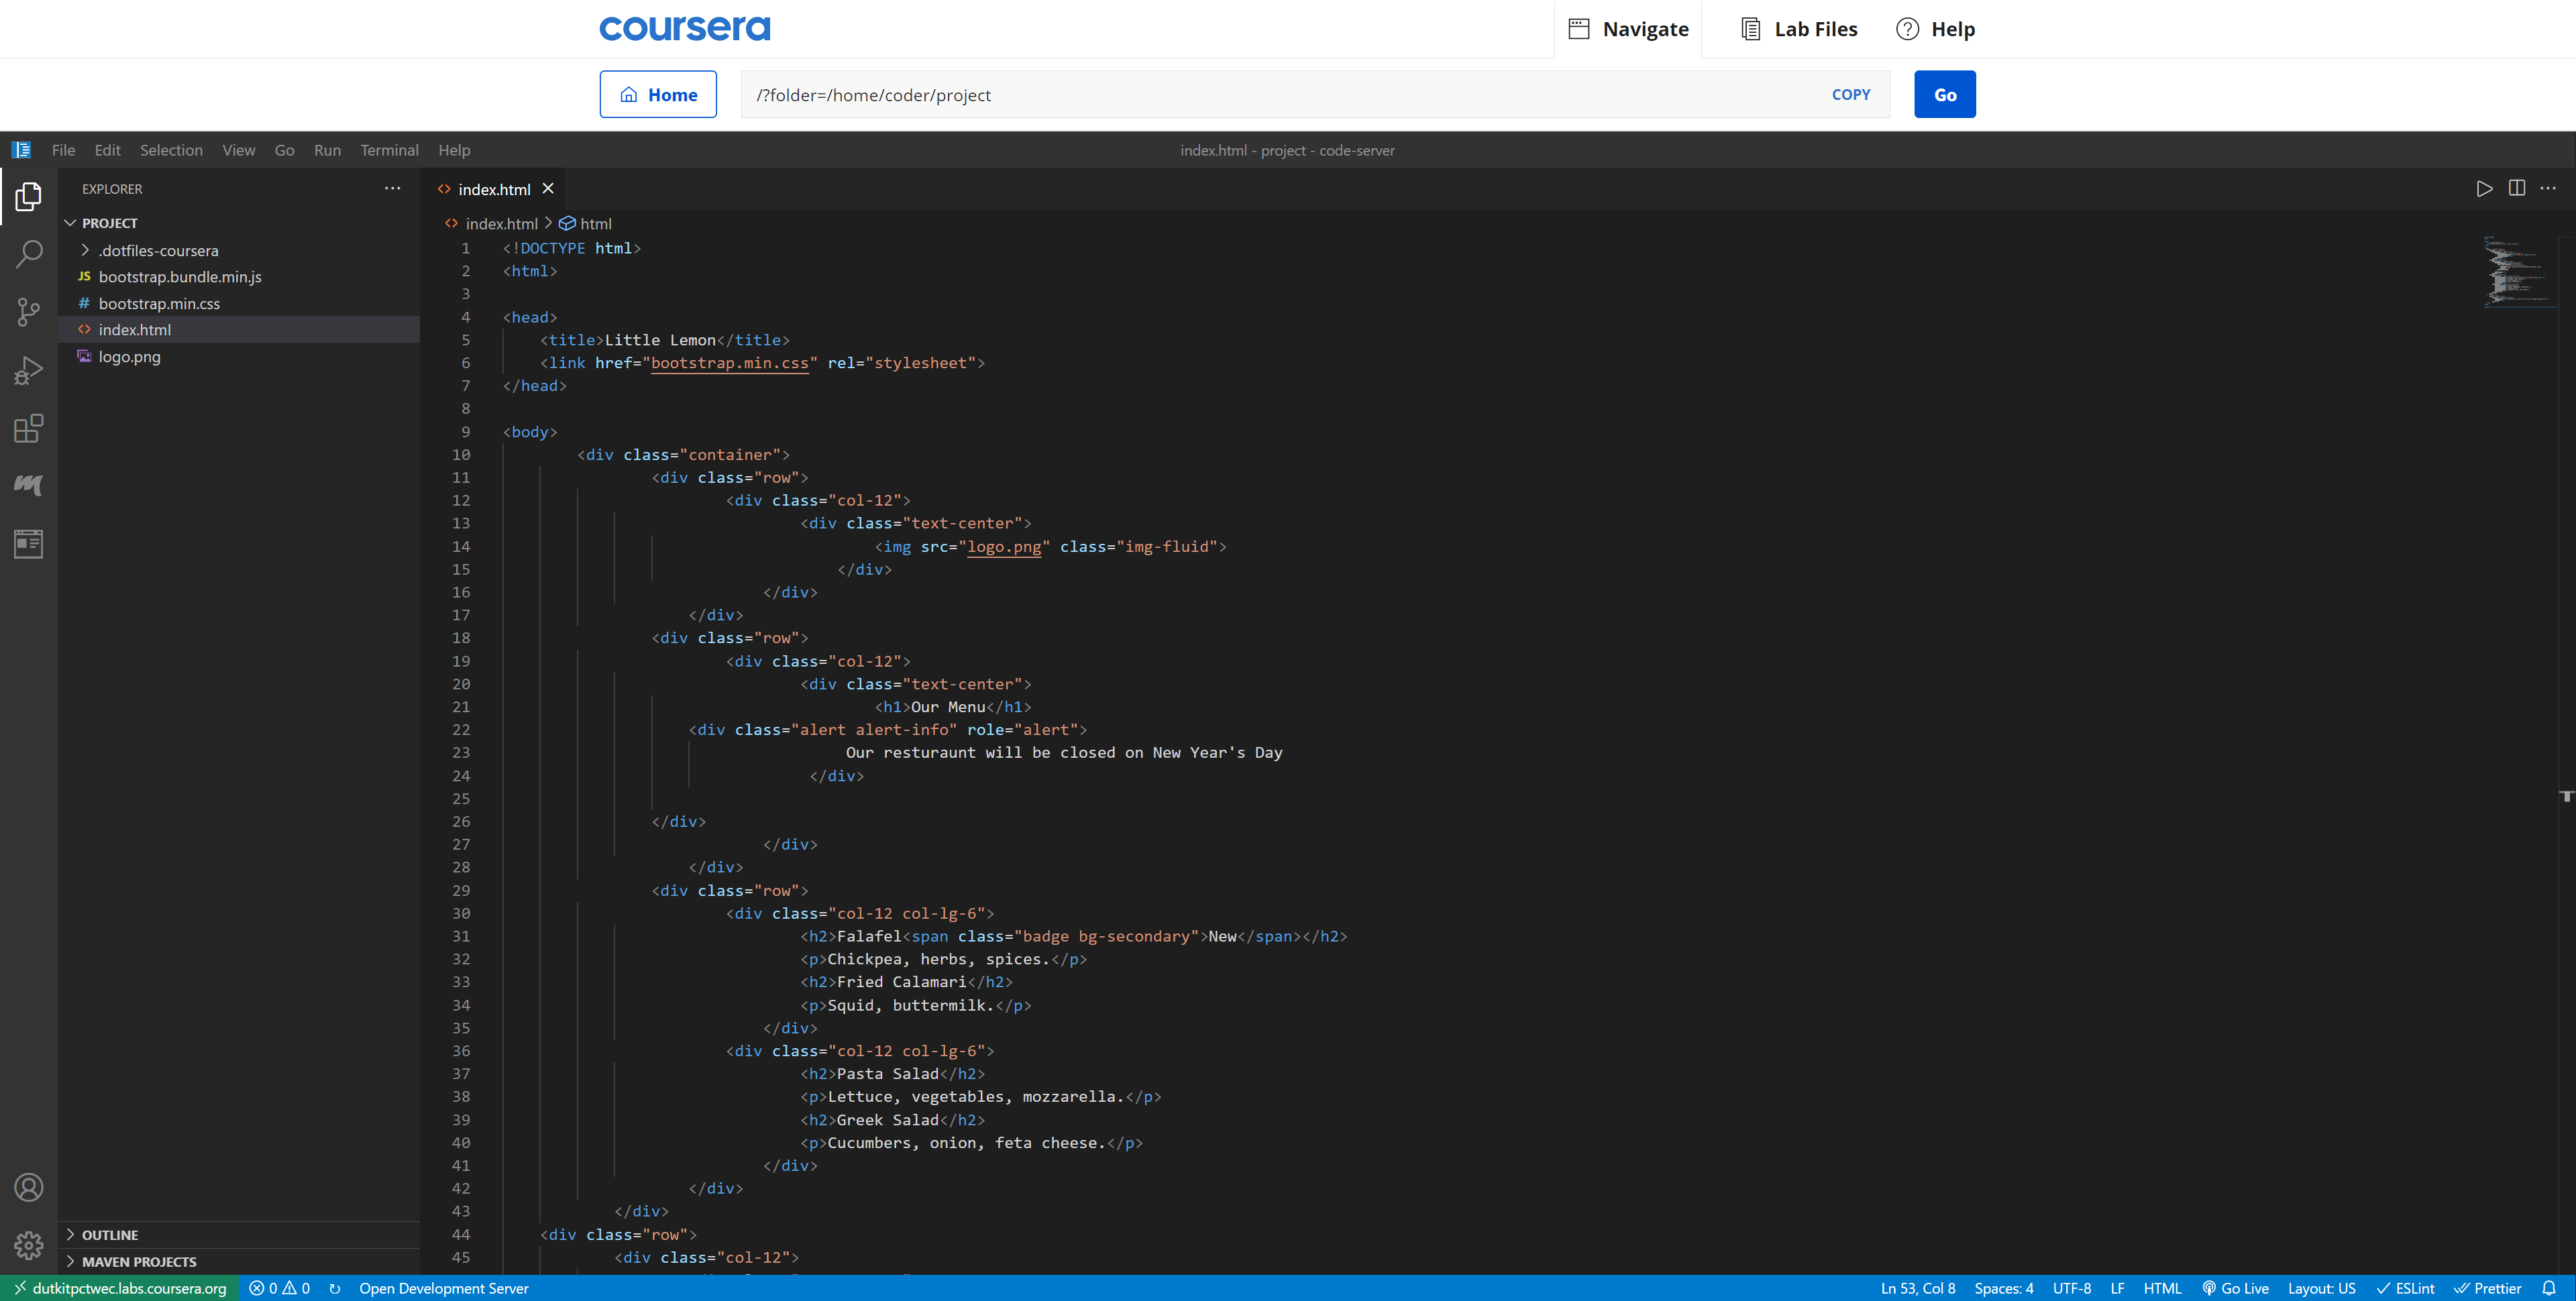 coursera
Navigate
Lab Files
Help
Home
/?folder=/home/coder/project
COPY
Go
File Edit Selection View Go Run Terminal Help
index.html - project - code-server
EXPLORER
PROJECT
.dotfiles-coursera
JS bootstrap.bundle.min.js
# bootstrap.min.css
<> index.html
logo.png
OUTLINE
MAVEN PROJECTS
<> index.html
<> index.html > html
1 <!DOCTYPE html>
2 <html>
3
4 <head>
5 <title>Little Lemon</title>
6 <link href="bootstrap.min.css" rel="stylesheet">
7 </head>
8
9 <body>
10 <div class="container">
11 <div class="row">
12 <div class="col-12">
13 <div class="text-center">
14 <img src="logo.png" class="img-fluid">
15 </div>
16 </div>
17 </div>
18 <div class="row">
19 <div class="col-12">
20 <div class="text-center">
21 <h1>Our Menu</h1>
22 <div class="alert alert-info" role="alert">
23 Our resturaunt will be closed on New Year's Day
24 </div>
25
26 </div>
27 </div>
28 </div>
29 <div class="row">
30 <div class="col-12 col-lg-6">
31 <h2>Falafel<span class="badge bg-secondary">New</span></h2>
32 <p>Chickpea, herbs, spices.</p>
33 <h2>Fried Calamari</h2>
34 <p>Squid, buttermilk.</p>
35 </div>
36 <div class="col-12 col-lg-6">
37 <h2>Pasta Salad</h2>
38 <p>Lettuce, vegetables, mozzarella.</p>
39 <h2>Greek Salad</h2>
40 <p>Cucumbers, onion, feta cheese.</p>
41 </div>
42 </div>
43 </div>
44 <div class="row">
45 <div class="col-12">
dutkitpctwec.labs.coursera.org
0 0
Open Development Server
Ln 53, Col 8
Spaces: 4
UTF-8
LF
HTML
Go Live
Layout: US
ESLint
Prettier